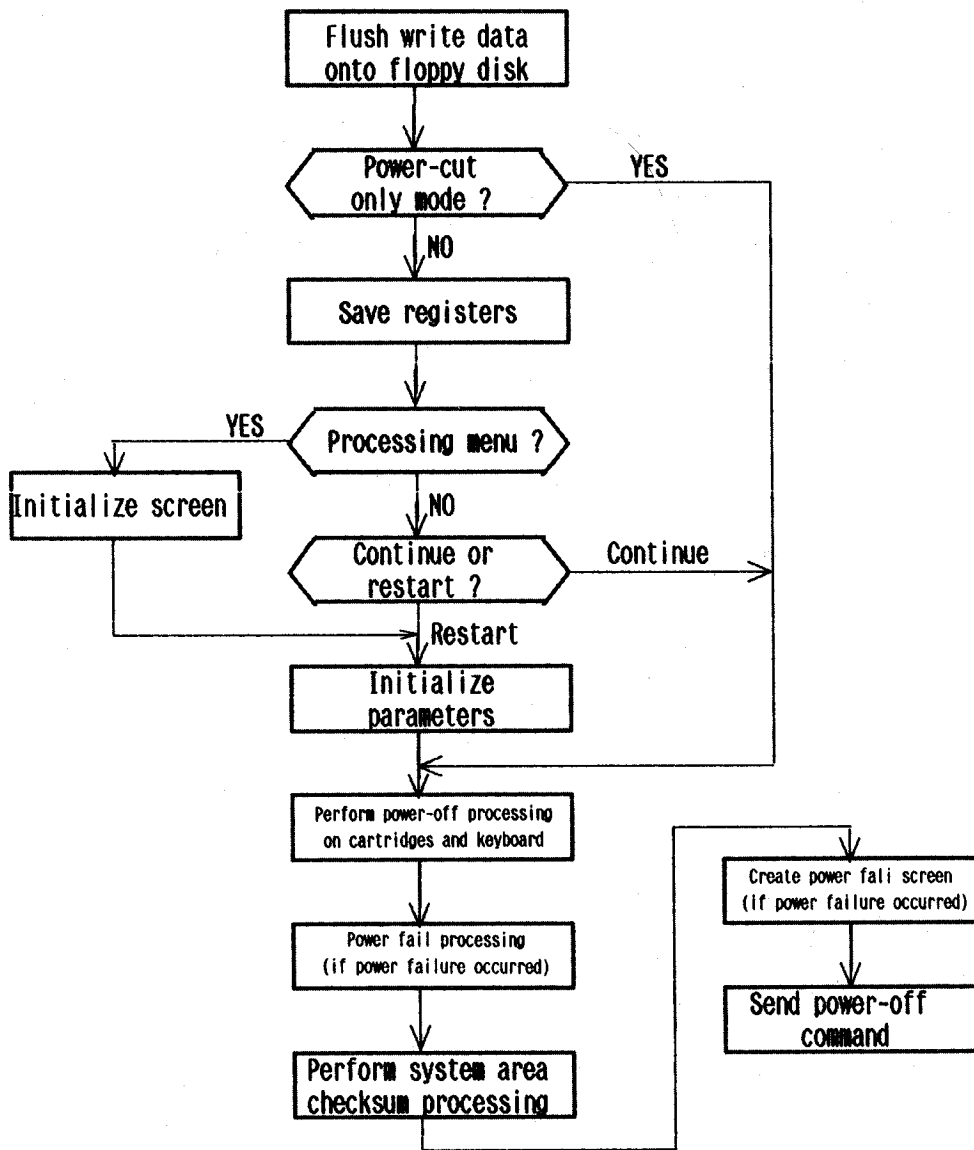 Flush write data
onto floppy disk
Power-cut
only mode ?
YES
NO
Save registers
YES
Processing menu ?
Initialize screen
NO
Continue or
restart ?
Continue
Restart
Initialize
parameters
Perform power-off processing
on cartridges and keyboard
Power fail processing
(if power failure occurred)
Perform system area
checksum processing
Create power fali screen
(if power failure occurred)
Send power-off
command